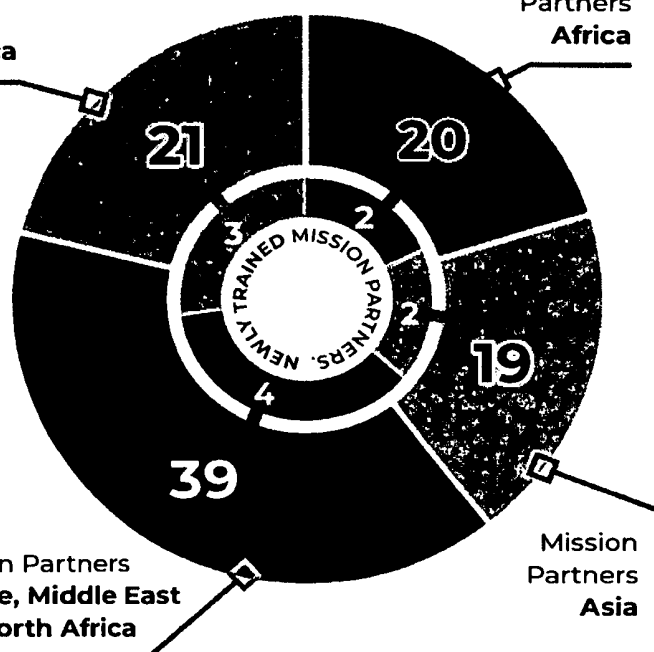 Partners
Africa
a
21
20
3
2
NEWLY TRAINED MISSION PARTNERS.
2
19
4
39
n Partners
e, Middle East
orth Africa
Mission
Partners
Asia